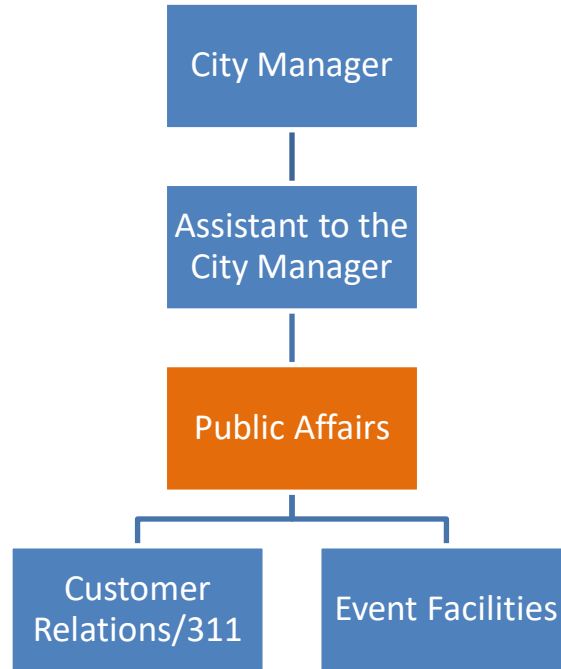 City Manager
Assistant to the
City Manager
Public Affairs
Customer
Relations/311
Event Facilities